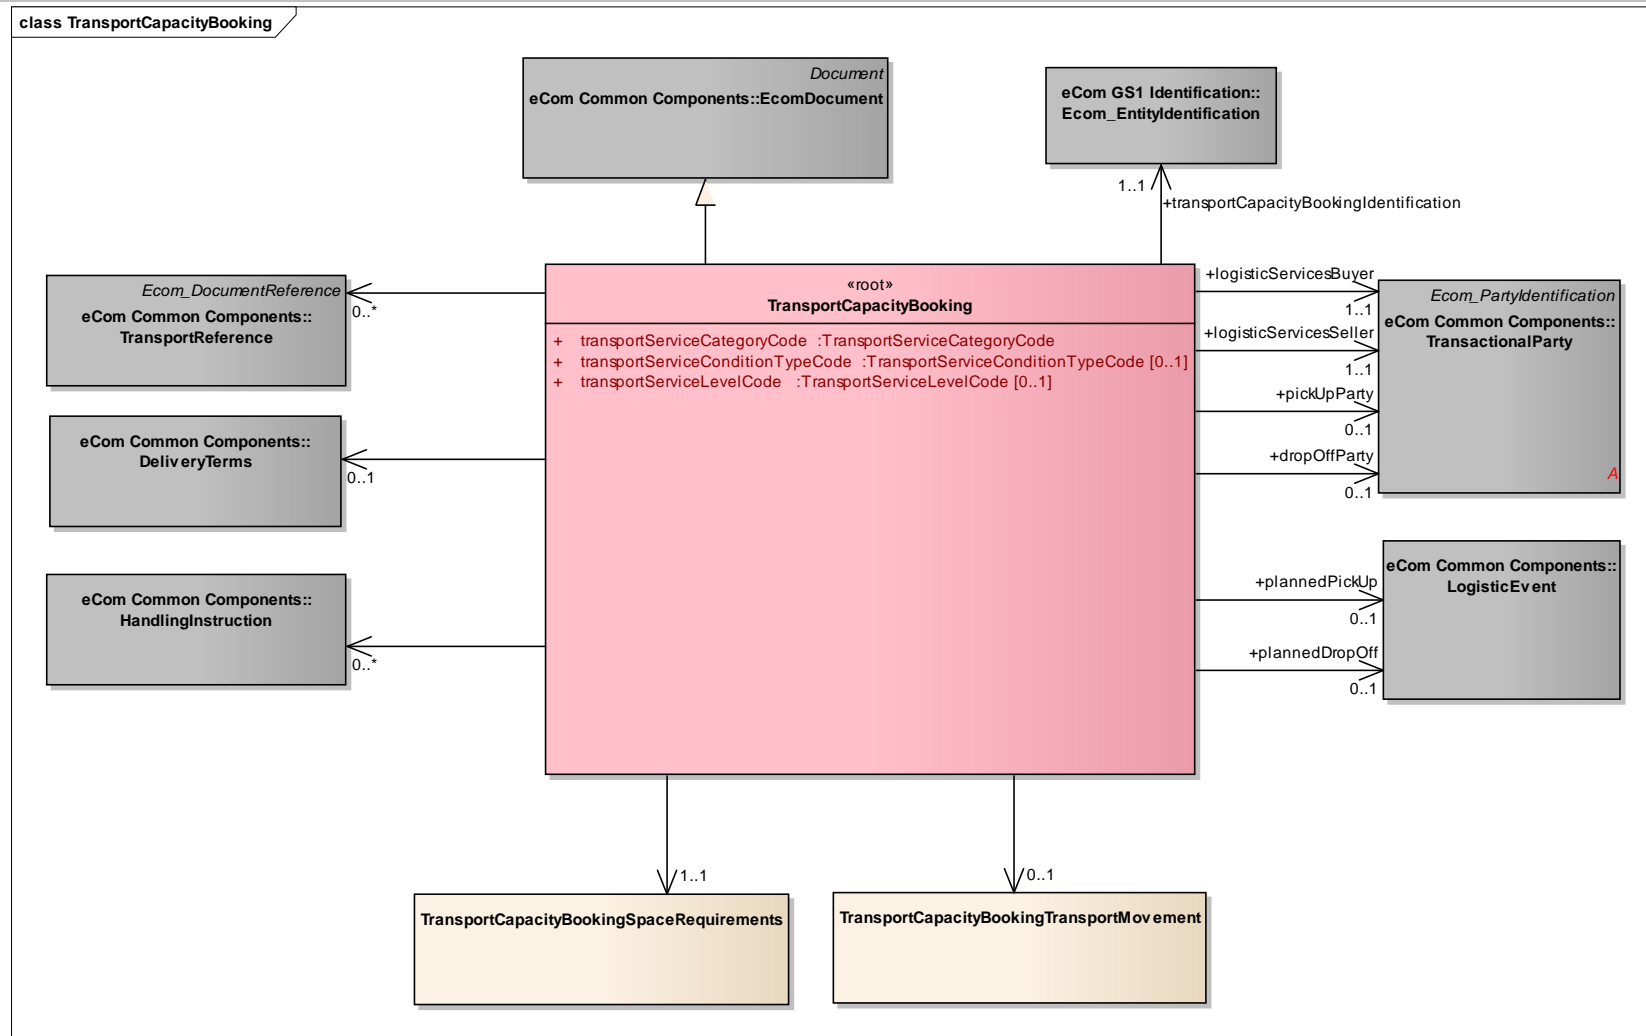 class TransportCapacityBooking
Document
eCom Common Components::EcomDocument
eCom GS1 Identification::
Ecom_EntityIdentification
1..1
+transportCapacityBookingIdentification
Ecom_DocumentReference
eCom Common Components::
TransportReference
0..*
eCom Common Components::
DeliveryTerms
0..1
eCom Common Components::
HandlingInstruction
0..*
«root»
TransportCapacityBooking
+ transportServiceCategoryCode :TransportServiceCategoryCode
+ transportServiceConditionTypeCode :TransportServiceConditionTypeCode [0..1]
+ transportServiceLevelCode :TransportServiceLevelCode [0..1]
+logisticServicesBuyer
1..1
+logisticServicesSeller
1..1
+pickUpParty
0..1
+dropOffParty
0..1
Ecom_PartyIdentification
eCom Common Components::
TransactionalParty
A
+plannedPickUp
0..1
+plannedDropOff
0..1
eCom Common Components::
LogisticEvent
1..1
TransportCapacityBookingSpaceRequirements
0..1
TransportCapacityBookingTransportMovement